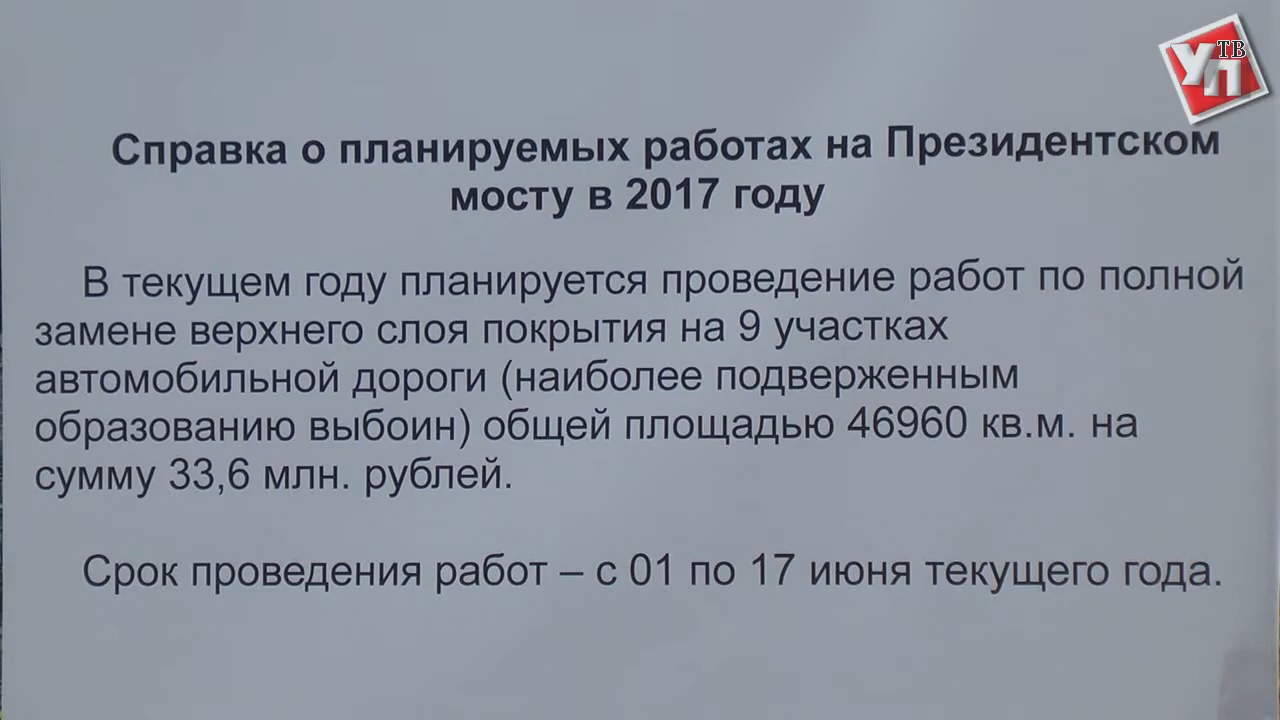 УП ТВ
Справка о планируемых работах на Президентском
мосту в 2017 году
В текущем году планируется проведение работ по полной
замене верхнего слоя покрытия на 9 участках
автомобильной дороги (наиболее подверженным
образованию выбоин) общей площадью 46960 кв.м. на
сумму 33,6 млн. рублей.
Срок проведения работ – с 01 по 17 июня текущего года.